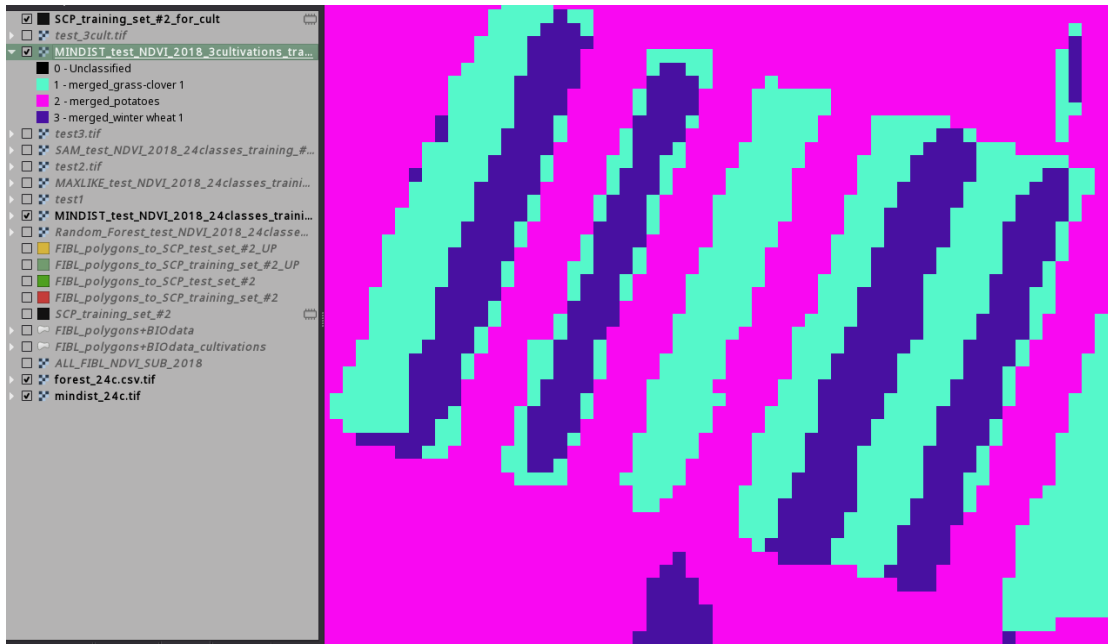 SCP_training_set_#2_for_cult
test_3cult.tif
MINDIST_test_NDVI_2018_3cultivations_tra...
0 - Unclassified
1 - merged_grass-clover 1
2 - merged_potatoes
3 - merged_winter wheat 1
test3.tif
SAM_test_NDVI_2018_24classes_training_#...
test2.tif
MAXLIKE_test_NDVI_2018_24classes_traini...
test1
MINDIST_test_NDVI_2018_24classes_traini...
Random_Forest_test_NDVI_2018_24classe...
FIBL_polygons_to_SCP_test_set_#2_UP
FIBL_polygons_to_SCP_training_set_#2_UP
FIBL_polygons_to_SCP_test_set_#2
FIBL_polygons_to_SCP_training_set_#2
SCP_training_set_#2
FIBL_polygons+BIOdata
FIBL_polygons+BIOdata_cultivations
ALL_FIBL_NDVI_SUB_2018
forest_24c.csv.tif
mindist_24c.tif